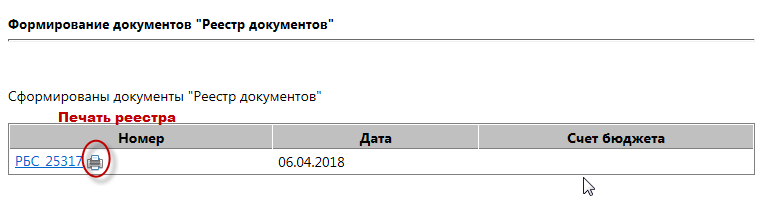 Формирование документов "Реестр документов"
Сформированы документы "Реестр документов"
Печать реестра
Номер Дата Счет бюджета
РБС_25317 06.04.2018